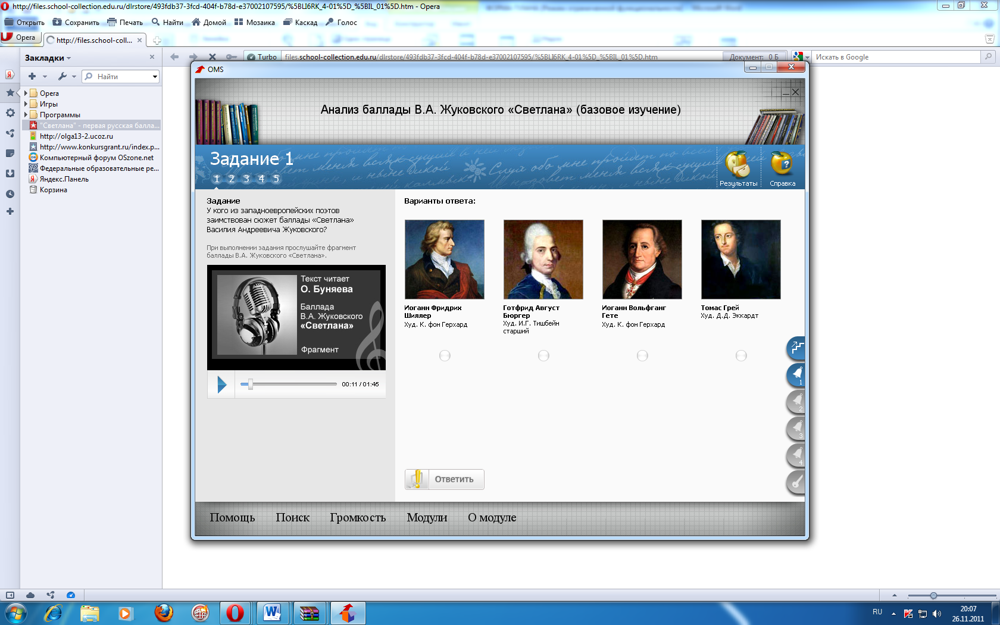 http://files.school-collection.edu.ru/dlrstore/493fdb37-3fcd-404f-b78d-e37002107595/%5BLI6RK_4-01%5D_%5BIL_01%5D.htm - Opera
Открыть Сохранить Печать Найти Домой Мозаика Каскад Голос
Opera http://files.school-coll...
Закладки
Turbo files.school-collection.edu.ru/dlrstore/493fdb37-3fcd-404f-b78d-e37002107595/%5BLI6RK_4-01%5D_%5BIL_01%5D.htm Документ: 0 Б Искать в Google
Найти
Opera
Игры
Программы
"Светлана" - первая русская балла...
http://olga13-2.ucoz.ru
http://www.konkursgrant.ru/index.p...
Компьютерный форум OSzone.net
Федеральные образовательные ре...
Яндекс.Панель
Корзина
OMS
Анализ баллады В.А. Жуковского «Светлана» (базовое изучение)
Задание 1
1 2 3 4 5
Результаты Справка
Задание
У кого из западноевропейских поэтов
заимствован сюжет баллады «Светлана»
Василия Андреевича Жуковского?
При выполнении задания прослушайте фрагмент
баллады В.А. Жуковского «Светлана».
Текст читает
О. Буняева
Баллада
В.А. Жуковского
«Светлана»
Фрагмент
00:11 / 01:45
Варианты ответа:
Иоганн Фридрих
Шиллер
Худ. К. фон Герхард
Готфрид Август
Бюргер
Худ. И.Г. Тишбейн
старший
Иоганн Вольфганг
Гете
Худ. К. фон Герхард
Томас Грей
Худ. Д.Д. Эккардт
1
2
3
4
Ответить
Помощь Поиск Громкость Модули О модуле
RU
20:07
26.11.2011